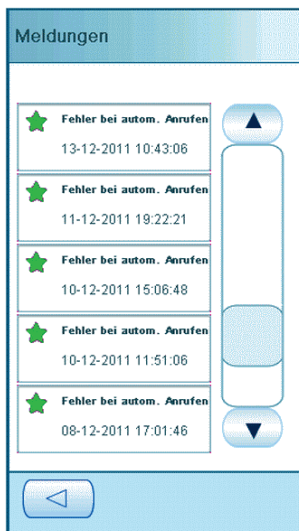 Meldungen
Fehler bei autom. Anrufen
13-12-2011 10:43:06
Fehler bei autom. Anrufen
11-12-2011 19:22:21
Fehler bei autom. Anrufen
10-12-2011 15:06:48
Fehler bei autom. Anrufen
10-12-2011 11:51:06
Fehler bei autom. Anrufen
08-12-2011 17:01:46